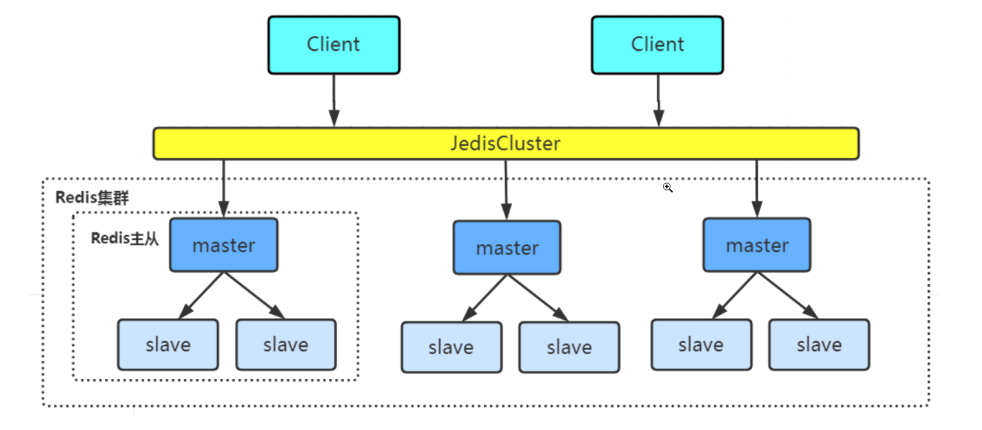 Client
Client
JedisCluster
Redis集群
Redis主从
master
master
master
slave
slave
slave
slave
slave
slave